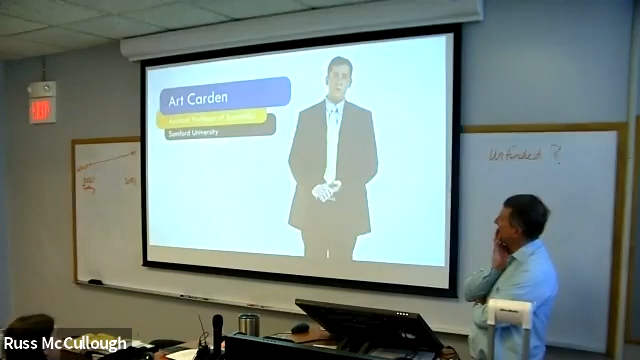 Art Carden
Assistant Professor of Economics
Samford University
EXIT
Unfunded ?
Russ McCullough